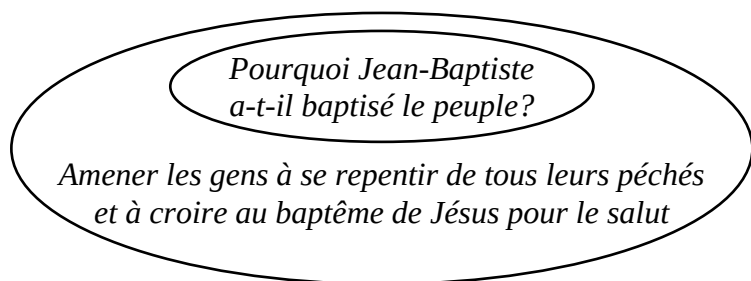 Pourquoi Jean-Baptiste
a-t-il baptisé le peuple?
Amener les gens à se repentir de tous leurs péchés
et à croire au baptême de Jésus pour le salut